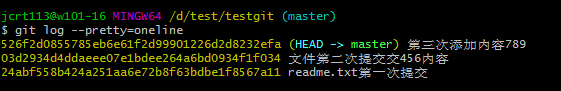 jcrt113@w101-16 MINGW64 /d/test/testgit (master)
$ git log --pretty=oneline
526f2d0855785eb6e61f2d99901226d2d8232efa (HEAD -> master) 第三次添加内容789
03d2934d4ddaeee07e1bdee264a6bd0934f1f034 文件第二次提交交456内容
24abf558b424a251aa6e72b8f63bdbe1f8567a11 readme.txt第一次提交